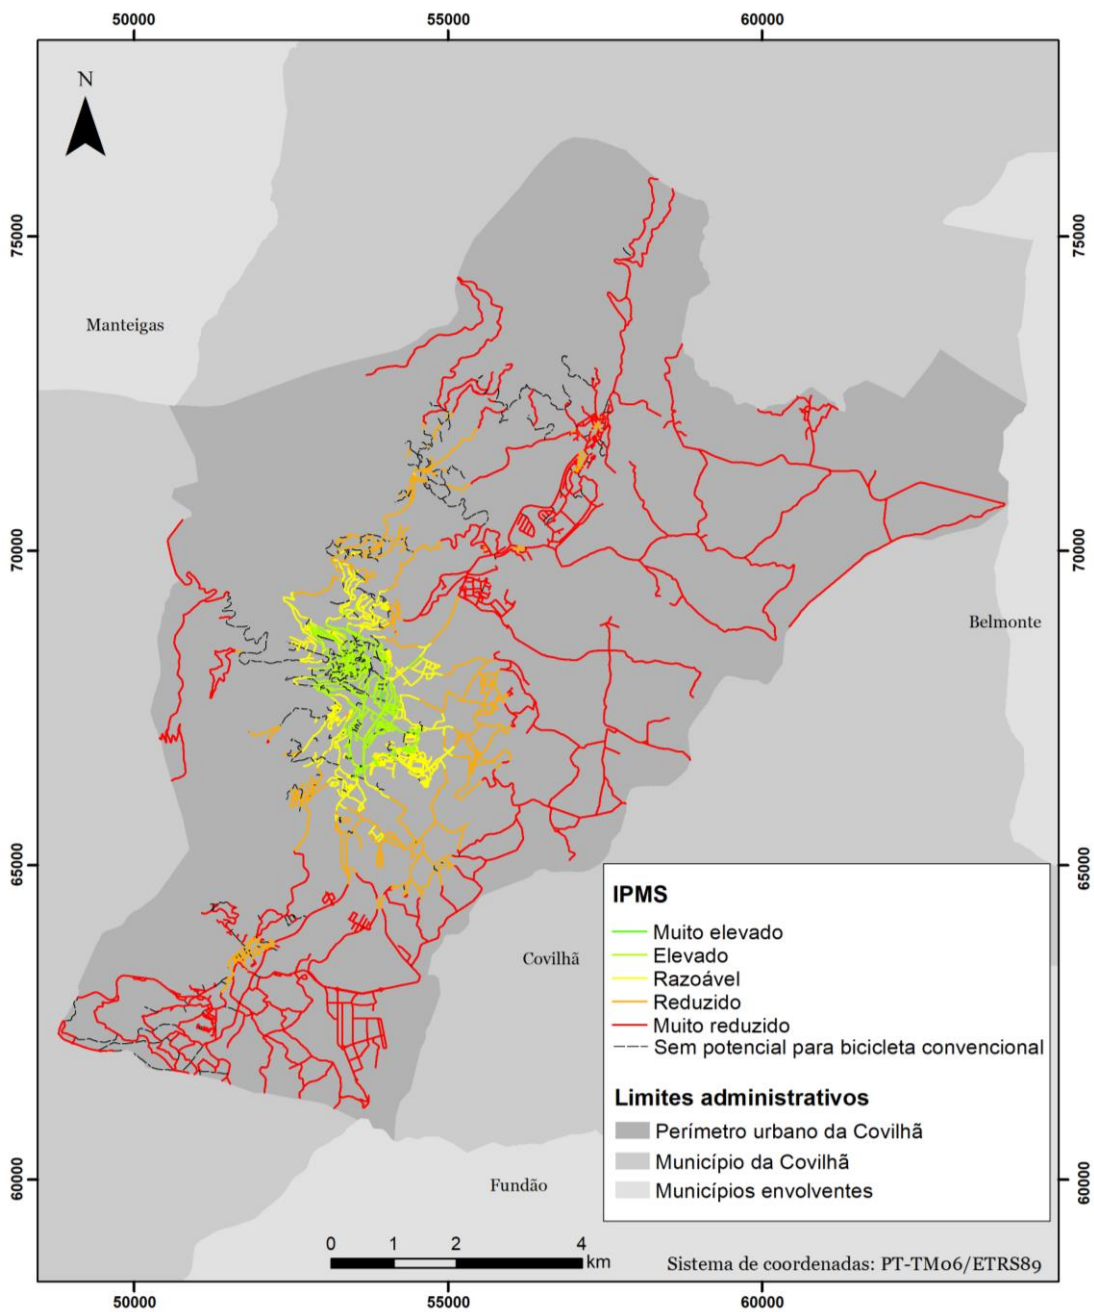 50000 55000 60000
N
75000 75000
Manteigas
70000 70000
Belmonte
65000 65000
IPMS
Muito elevado
Elevado
Covilhã
Razoável
Reduzido
Muito reduzido
Sem potencial para bicicleta convencional
Limites administrativos
Perímetro urbano da Covilhã
Município da Covilhã
60000 60000
Fundão
Municípios envolventes
0 1 2 4
km
Sistema de coordenadas: PT-TM06/ETRS89
50000 55000 60000